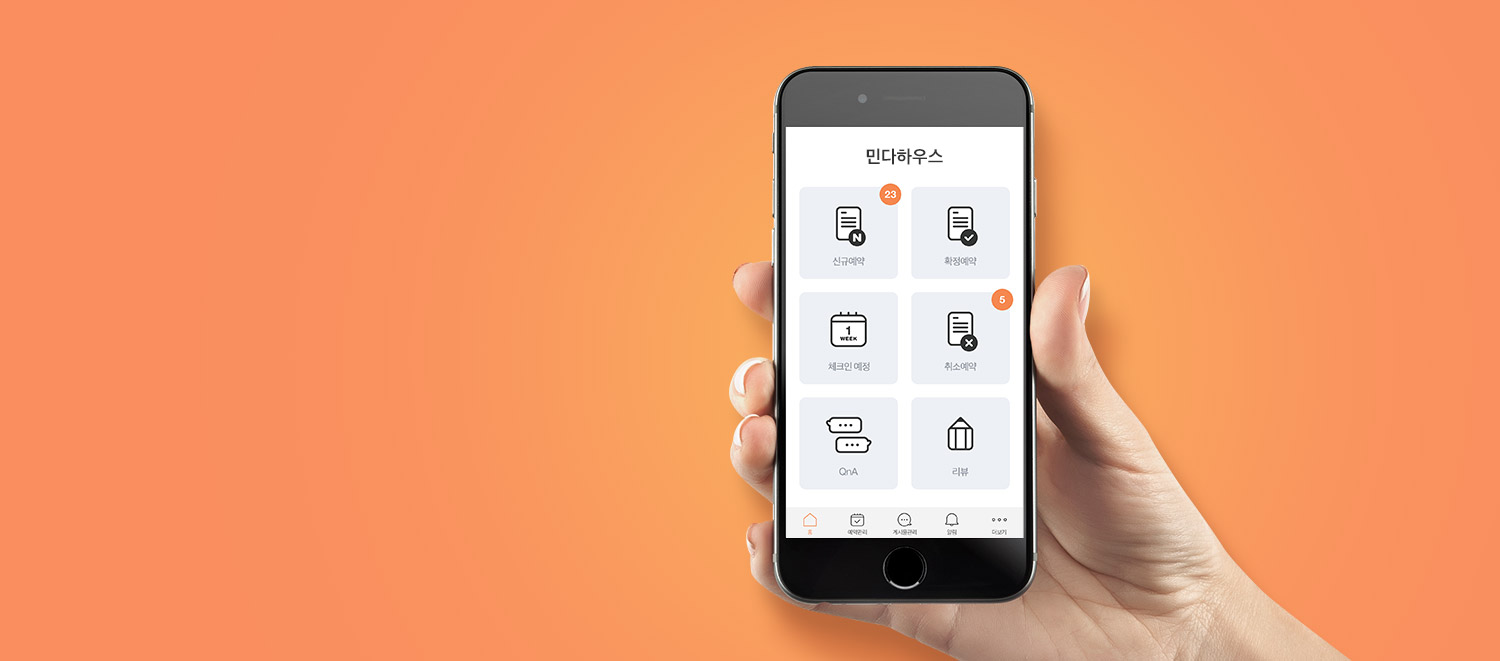 민다하우스
23
N
신규예약
확정예약
1
WEEK
체크인 예정
5
취소예약
QnA
리뷰
홈
예약관리
게시물관리
알림
더보기